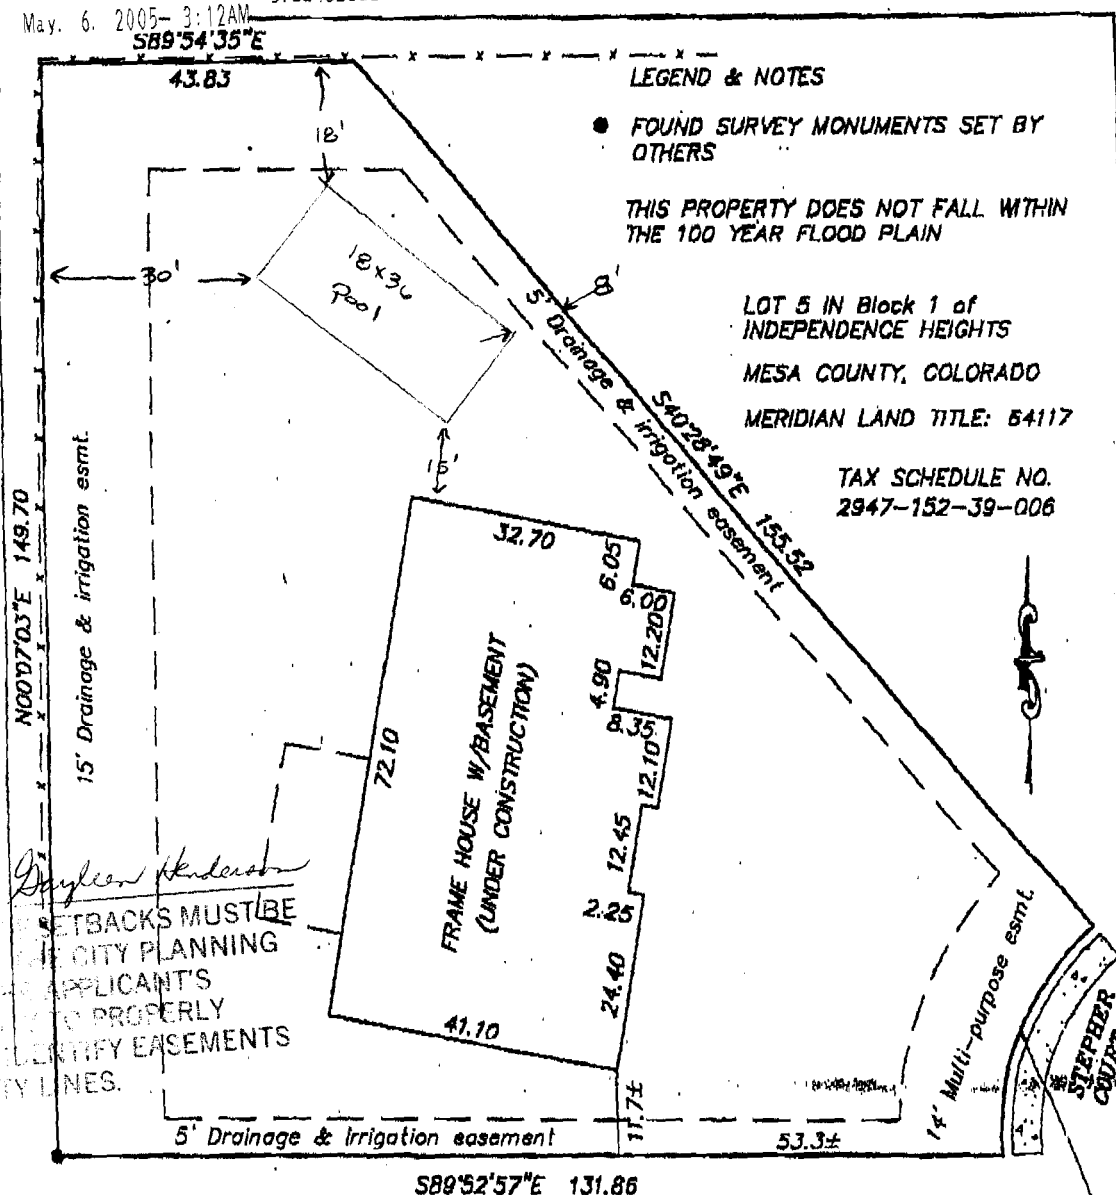 May. 6. 2005- 3:12AM
S89°54'35"E
43.83
LEGEND & NOTES
FOUND SURVEY MONUMENTS SET BY
OTHERS
THIS PROPERTY DOES NOT FALL WITHIN
THE 100 YEAR FLOOD PLAIN
LOT 5 IN Block 1 of
INDEPENDENCE HEIGHTS
MESA COUNTY, COLORADO
MERIDIAN LAND TITLE: 64117
TAX SCHEDULE NO.
2947-152-39-006
18'
30'
18x36
Pool
8'
15'
5' Drainage & irrigation easement
S40°28'49"E 155.52
N00°07'03"E 149.70
15' Drainage & irrigation esmt.
32.70
6.05
6.00
12.20
4.90
8.35
12.10
12.45
2.25
24.40
72.10
41.10
FRAME HOUSE W/BASEMENT
(UNDER CONSTRUCTION)
Gayleen Henderson
SETBACKS MUST BE
CITY PLANNING
APPLICANT'S
TO PROPERLY
IDENTIFY EASEMENTS
LINES.
14' Multi-purpose esmt.
STEPHER
COURT
11.7±
53.3±
5' Drainage & Irrigation easement
S89°52'57"E 131.86